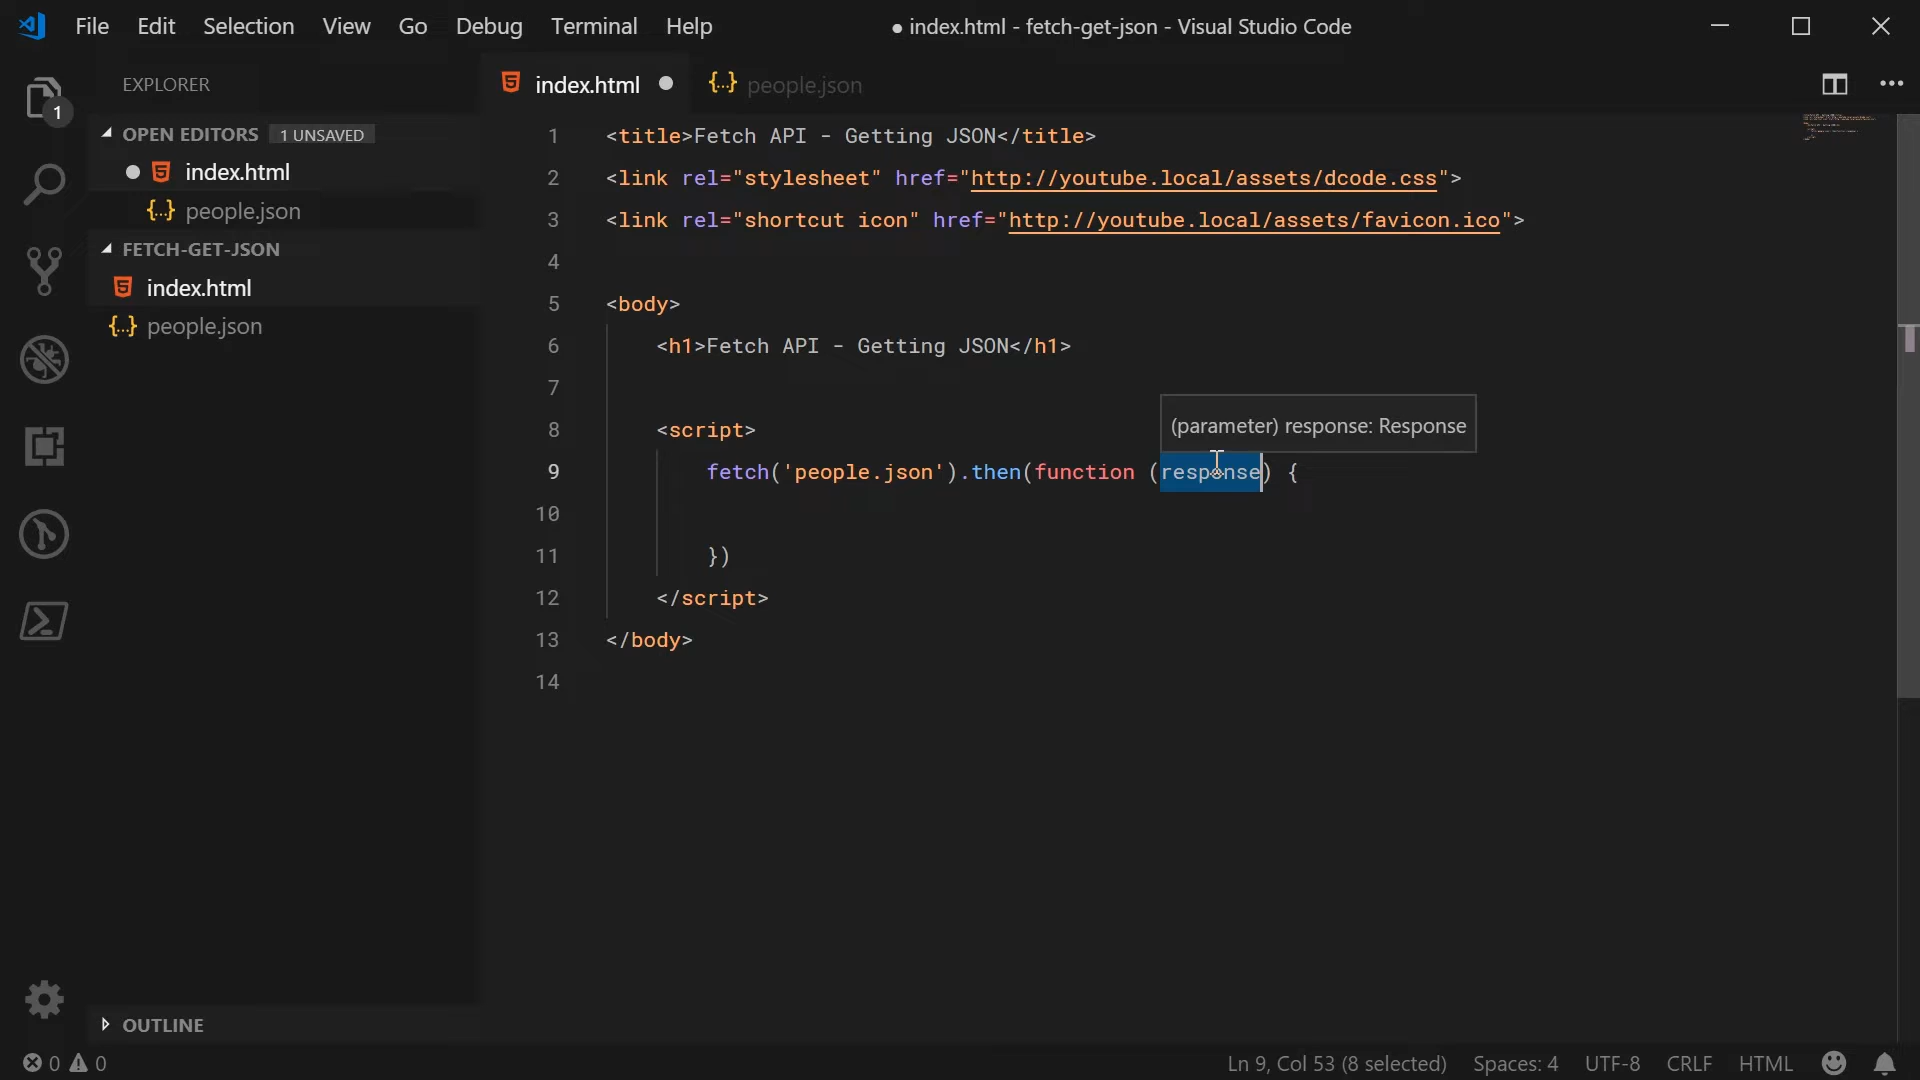 File Edit Selection View Go Debug Terminal Help
● index.html - fetch-get-json - Visual Studio Code
1
EXPLORER
OPEN EDITORS 1 UNSAVED
index.html
people.json
FETCH-GET-JSON
index.html
people.json
OUTLINE
index.html
people.json
1 <title>Fetch API - Getting JSON</title>
2 <link rel="stylesheet" href="http://youtube.local/assets/dcode.css">
3 <link rel="shortcut icon" href="http://youtube.local/assets/favicon.ico">
4
5 <body>
6 <h1>Fetch API - Getting JSON</h1>
7
(parameter) response: Response
8 <script>
9 fetch('people.json').then(function (response) {
10
11 })
12 </script>
13 </body>
14
0 0
Ln 9, Col 53 (8 selected) Spaces: 4 UTF-8 CRLF HTML